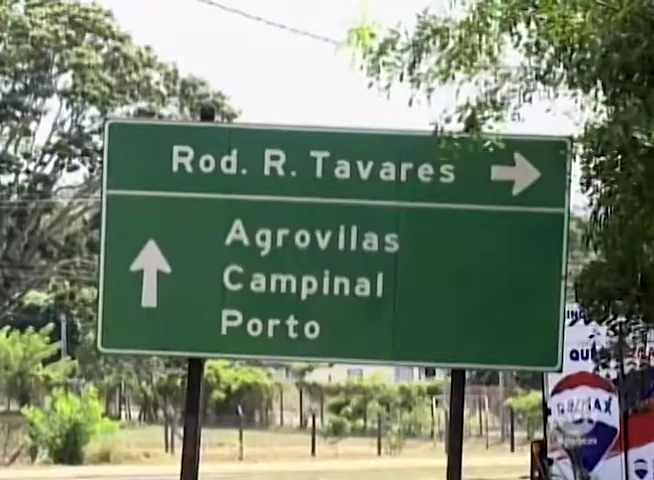 Rod. R. Tavares
Agrovilas
Campinal
Porto
RE/MAX